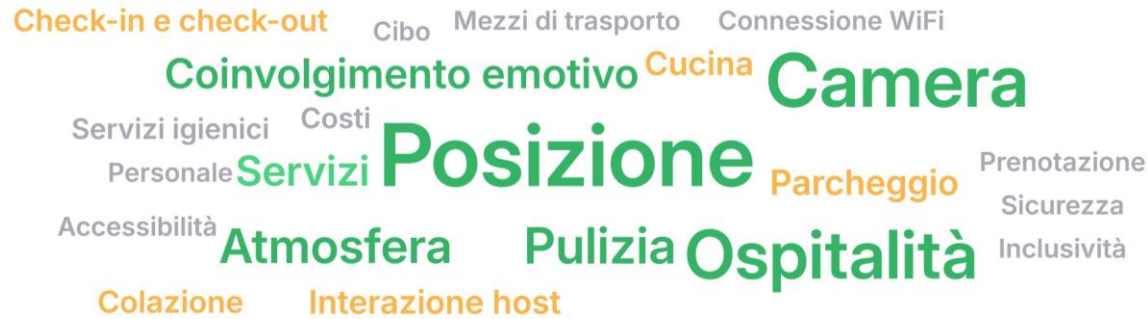 Check-in e check-out
Cibo
Mezzi di trasporto
Connessione WiFi
Coinvolgimento emotivo
Cucina
Camera
Servizi igienici
Costi
Posizione
Personale
Servizi
Parcheggio
Prenotazione
Sicurezza
Accessibilità
Atmosfera
Pulizia
Ospitalità
Inclusività
Colazione
Interazione host